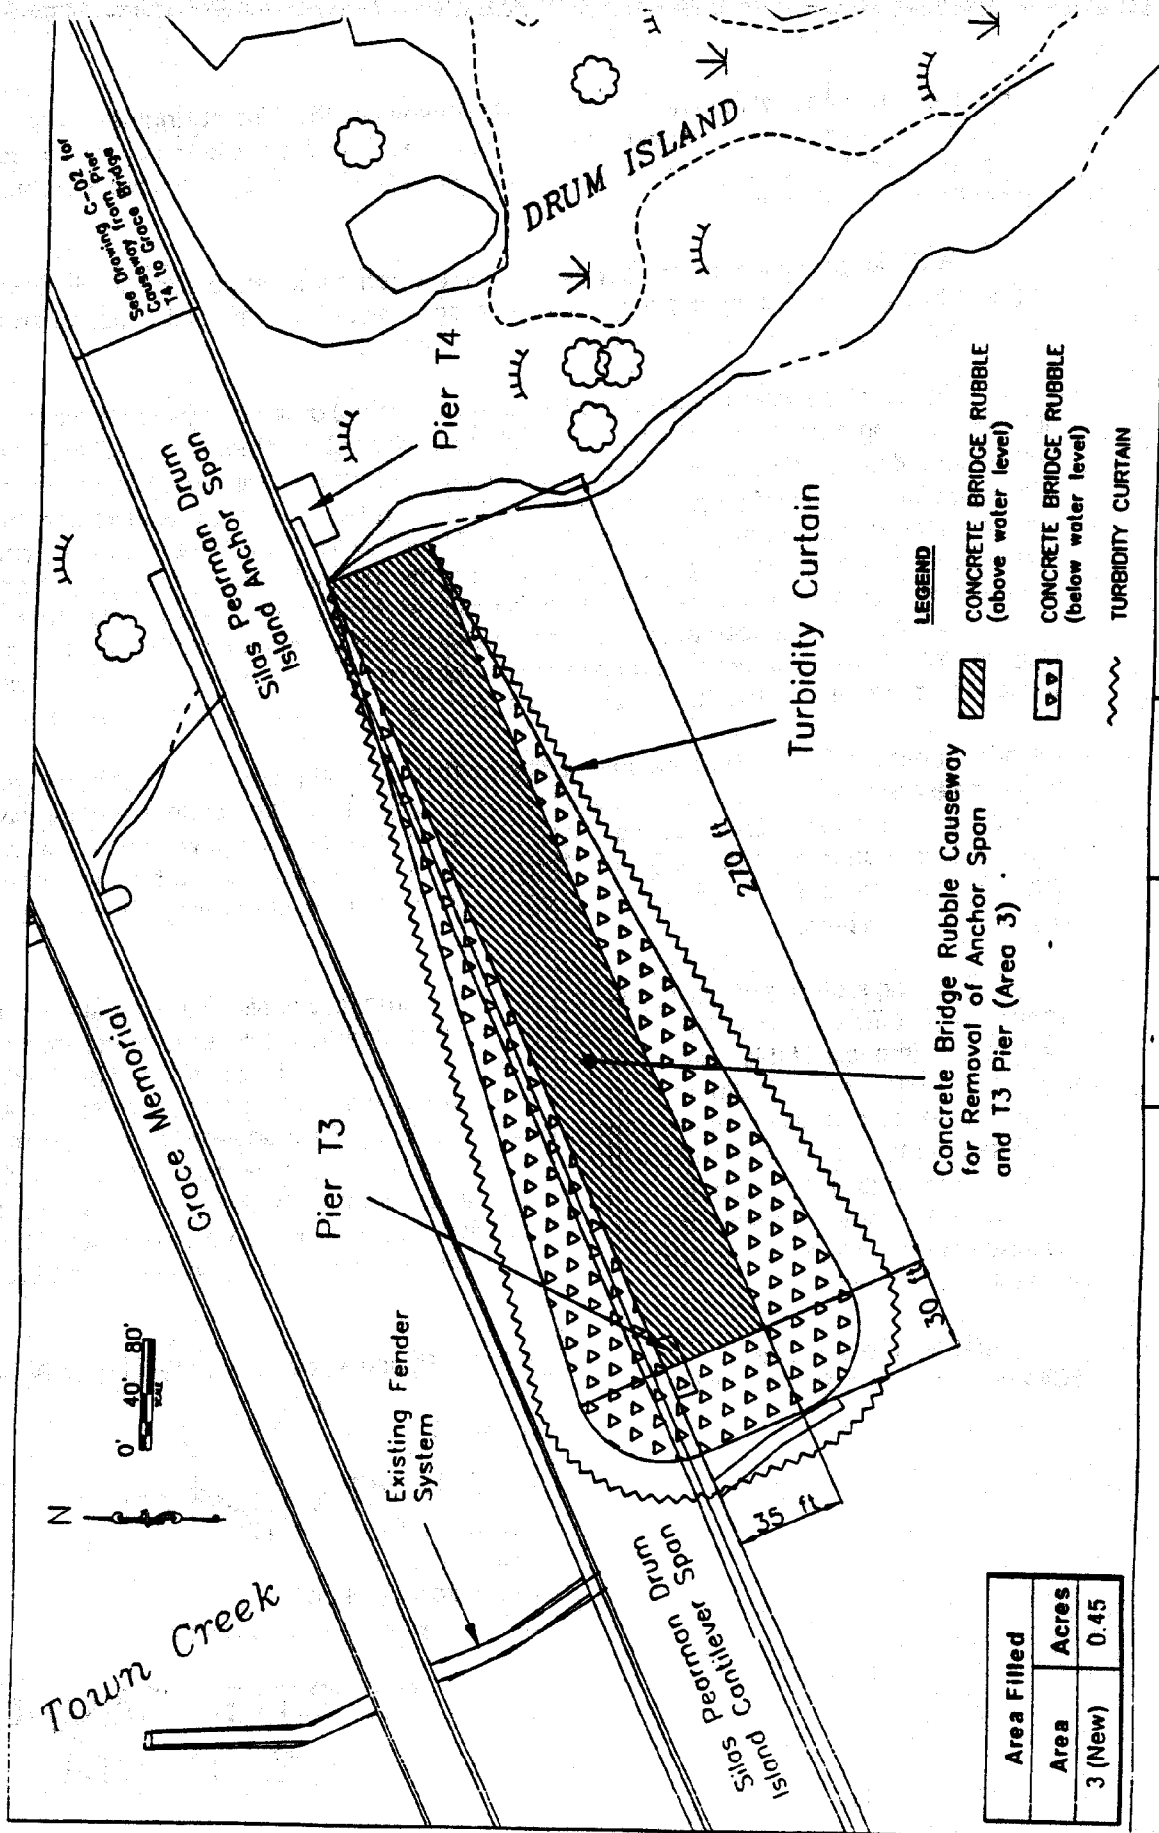 Town Creek
N
0' 40' 80'
SCALE
Grace Memorial
See Drawing C-02 for
Causeway from Pier
T4 to Grace Bridge
Silas Pearman Drum
Island Anchor Span
DRUM ISLAND
Pier T4
Pier T3
Existing Fender
System
Silas Pearman Drum
Island Cantilever Span
35 ft
30 ft
270 ft
Turbidity Curtain
Concrete Bridge Rubble Causeway
for Removal of Anchor Span
and T3 Pier (Area 3)
LEGEND
CONCRETE BRIDGE RUBBLE
(above water level)
CONCRETE BRIDGE RUBBLE
(below water level)
TURBIDITY CURTAIN
Area Filled
Area Acres
3 (New) 0.45